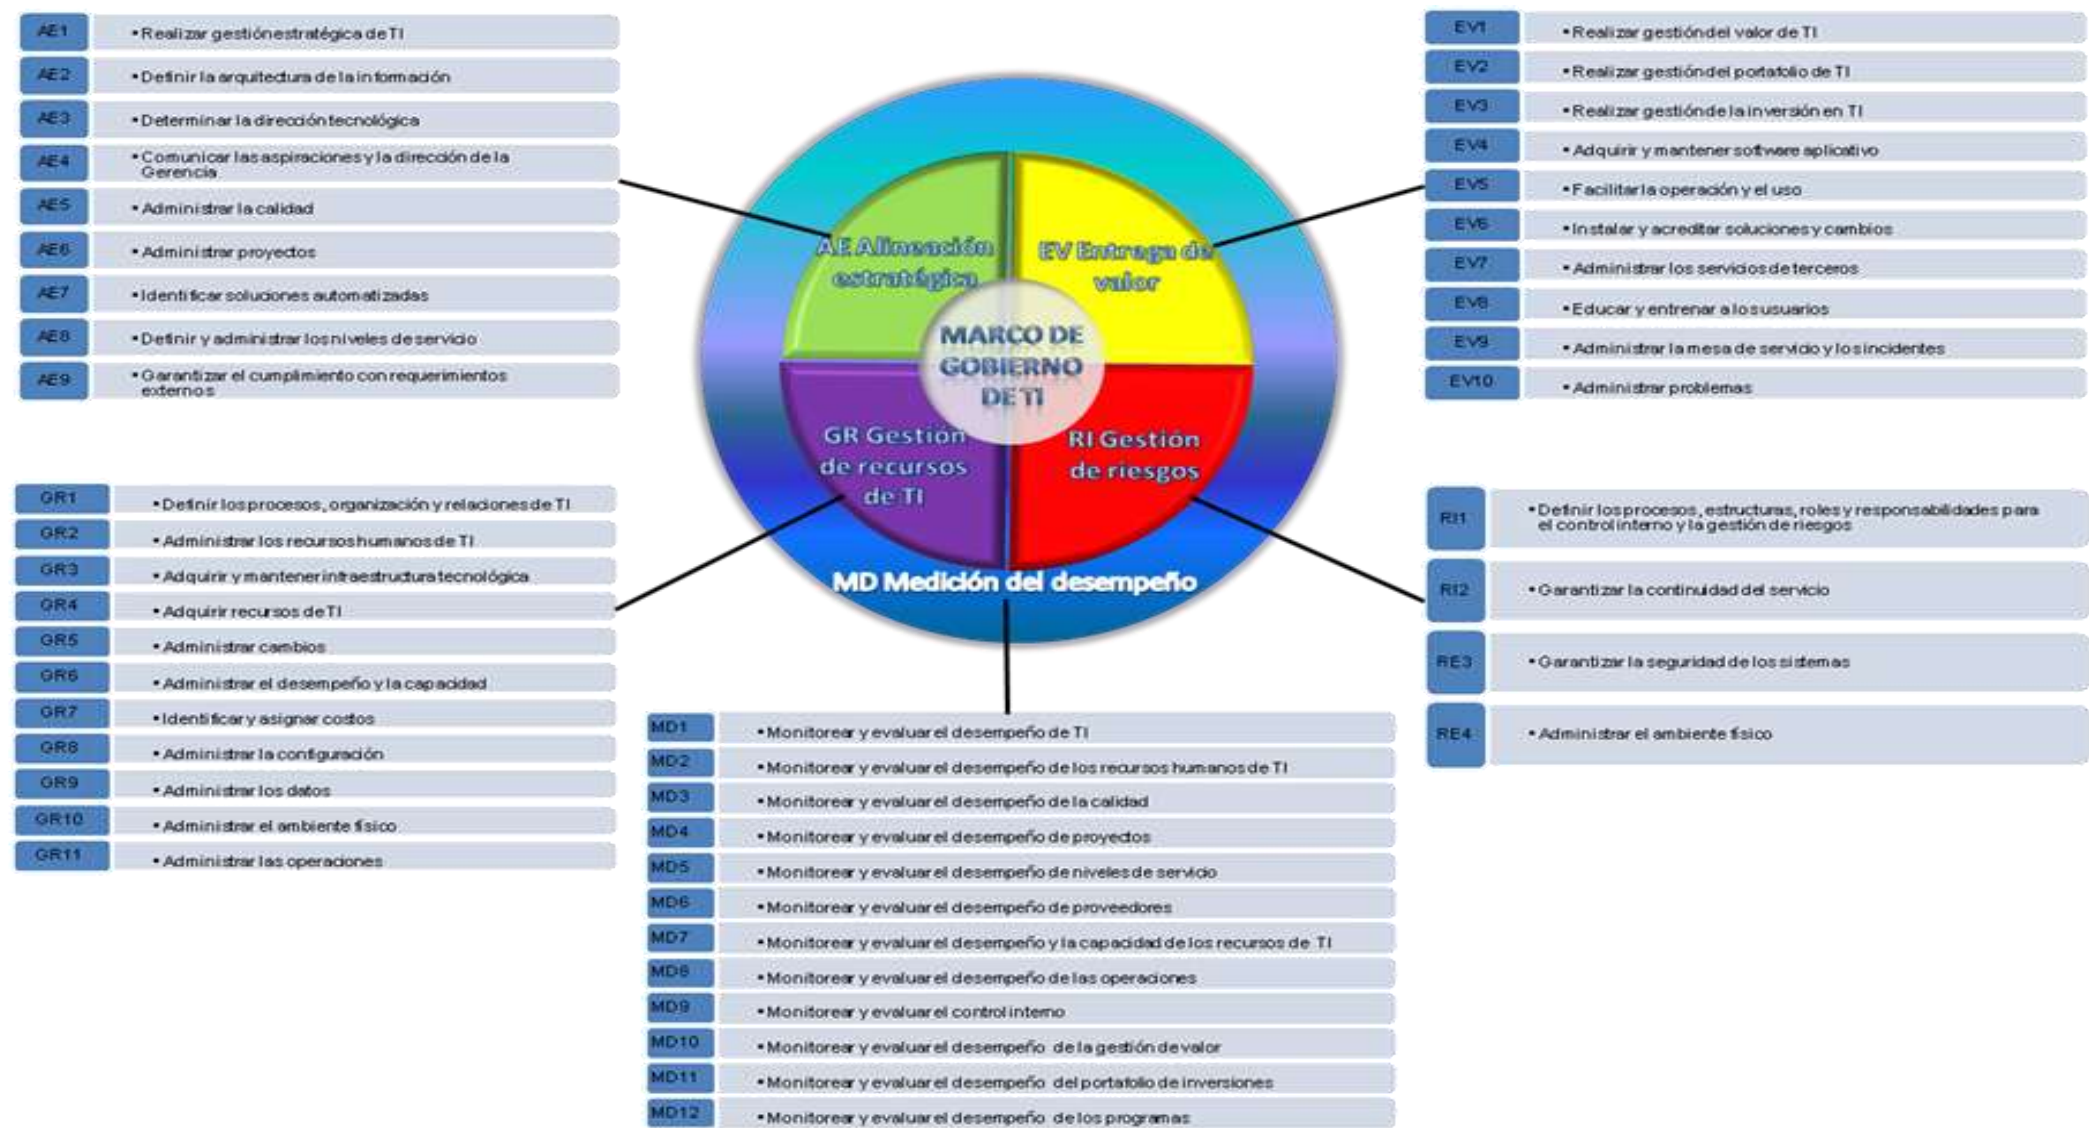 AE1
• Realizar gestión estratégica de TI
AE2
• Definir la arquitectura de la información
AE3
• Determinar la dirección tecnológica
AE4
• Comunicar las aspiraciones y la dirección de la
Gerencia
AE5
• Administrar la calidad
AE6
• Administrar proyectos
AE7
• Identificar soluciones automatizadas
AE8
• Definir y administrar los niveles de servicio
AE9
• Garantizar el cumplimiento con requerimientos
externos
EV1
• Realizar gestión del valor de TI
EV2
• Realizar gestión del portafolio de TI
EV3
• Realizar gestión de la inversión en TI
EV4
• Adquirir y mantener software aplicativo
EV5
• Facilitar la operación y el uso
EV6
• Instalar y acreditar soluciones y cambios
EV7
• Administrar los servicios de terceros
EV8
• Educar y entrenar a los usuarios
EV9
• Administrar la mesa de servicio y los incidentes
EV10
• Administrar problemas
AE Alineación
estratégica
EV Entrega de
valor
MARCO DE
GOBIERNO
DE TI
GR Gestión
de recursos
de TI
RI Gestión
de riesgos
MD Medición del desempeño
GR1
• Definir los procesos, organización y relaciones de TI
GR2
• Administrar los recursos humanos de TI
GR3
• Adquirir y mantener infraestructura tecnológica
GR4
• Adquirir recursos de TI
GR5
• Administrar cambios
GR6
• Administrar el desempeño y la capacidad
GR7
• Identificar y asignar costos
GR8
• Administrar la configuración
GR9
• Administrar los datos
GR10
• Administrar el ambiente físico
GR11
• Administrar las operaciones
RI1
• Definir los procesos, estructuras, roles y responsabilidades para
el control interno y la gestión de riesgos
RI2
• Garantizar la continuidad del servicio
RE3
• Garantizar la seguridad de los sistemas
RE4
• Administrar el ambiente físico
MD1
• Monitorear y evaluar el desempeño de TI
MD2
• Monitorear y evaluar el desempeño de los recursos humanos de TI
MD3
• Monitorear y evaluar el desempeño de la calidad
MD4
• Monitorear y evaluar el desempeño de proyectos
MD5
• Monitorear y evaluar el desempeño de niveles de servicio
MD6
• Monitorear y evaluar el desempeño de proveedores
MD7
• Monitorear y evaluar el desempeño y la capacidad de los recursos de TI
MD8
• Monitorear y evaluar el desempeño de las operaciones
MD9
• Monitorear y evaluar el control interno
MD10
• Monitorear y evaluar el desempeño de la gestión de valor
MD11
• Monitorear y evaluar el desempeño del portafolio de inversiones
MD12
• Monitorear y evaluar el desempeño de los programas